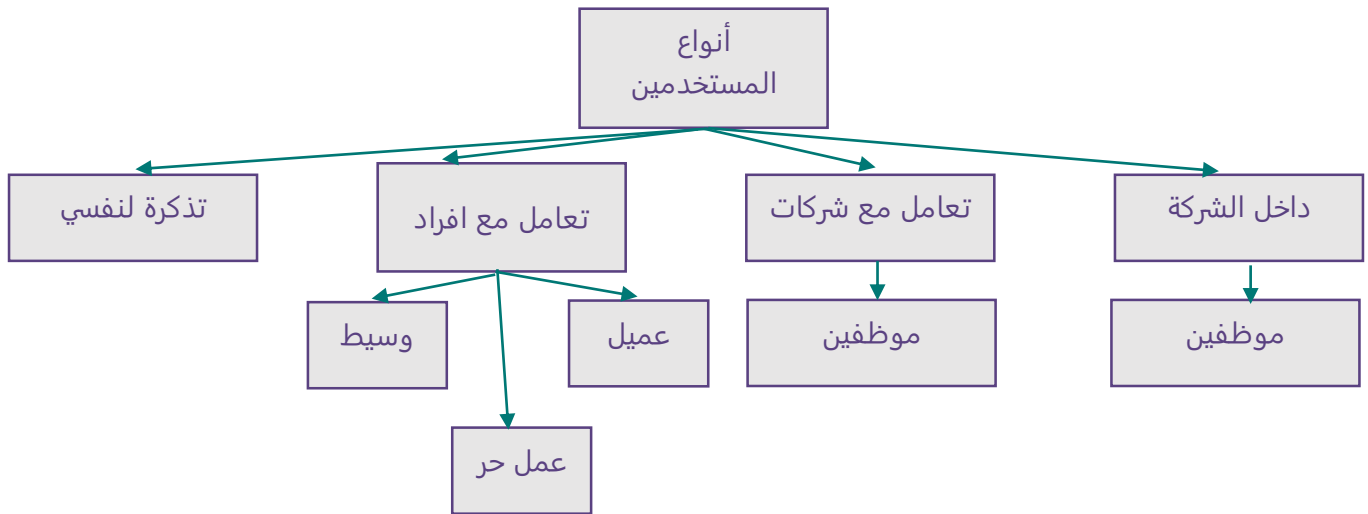 أنواع
المستخدمين
داخل الشركة
تعامل مع شركات
تعامل مع افراد
تذكرة لنفسي
موظفين
موظفين
عميل
وسيط
عمل حر